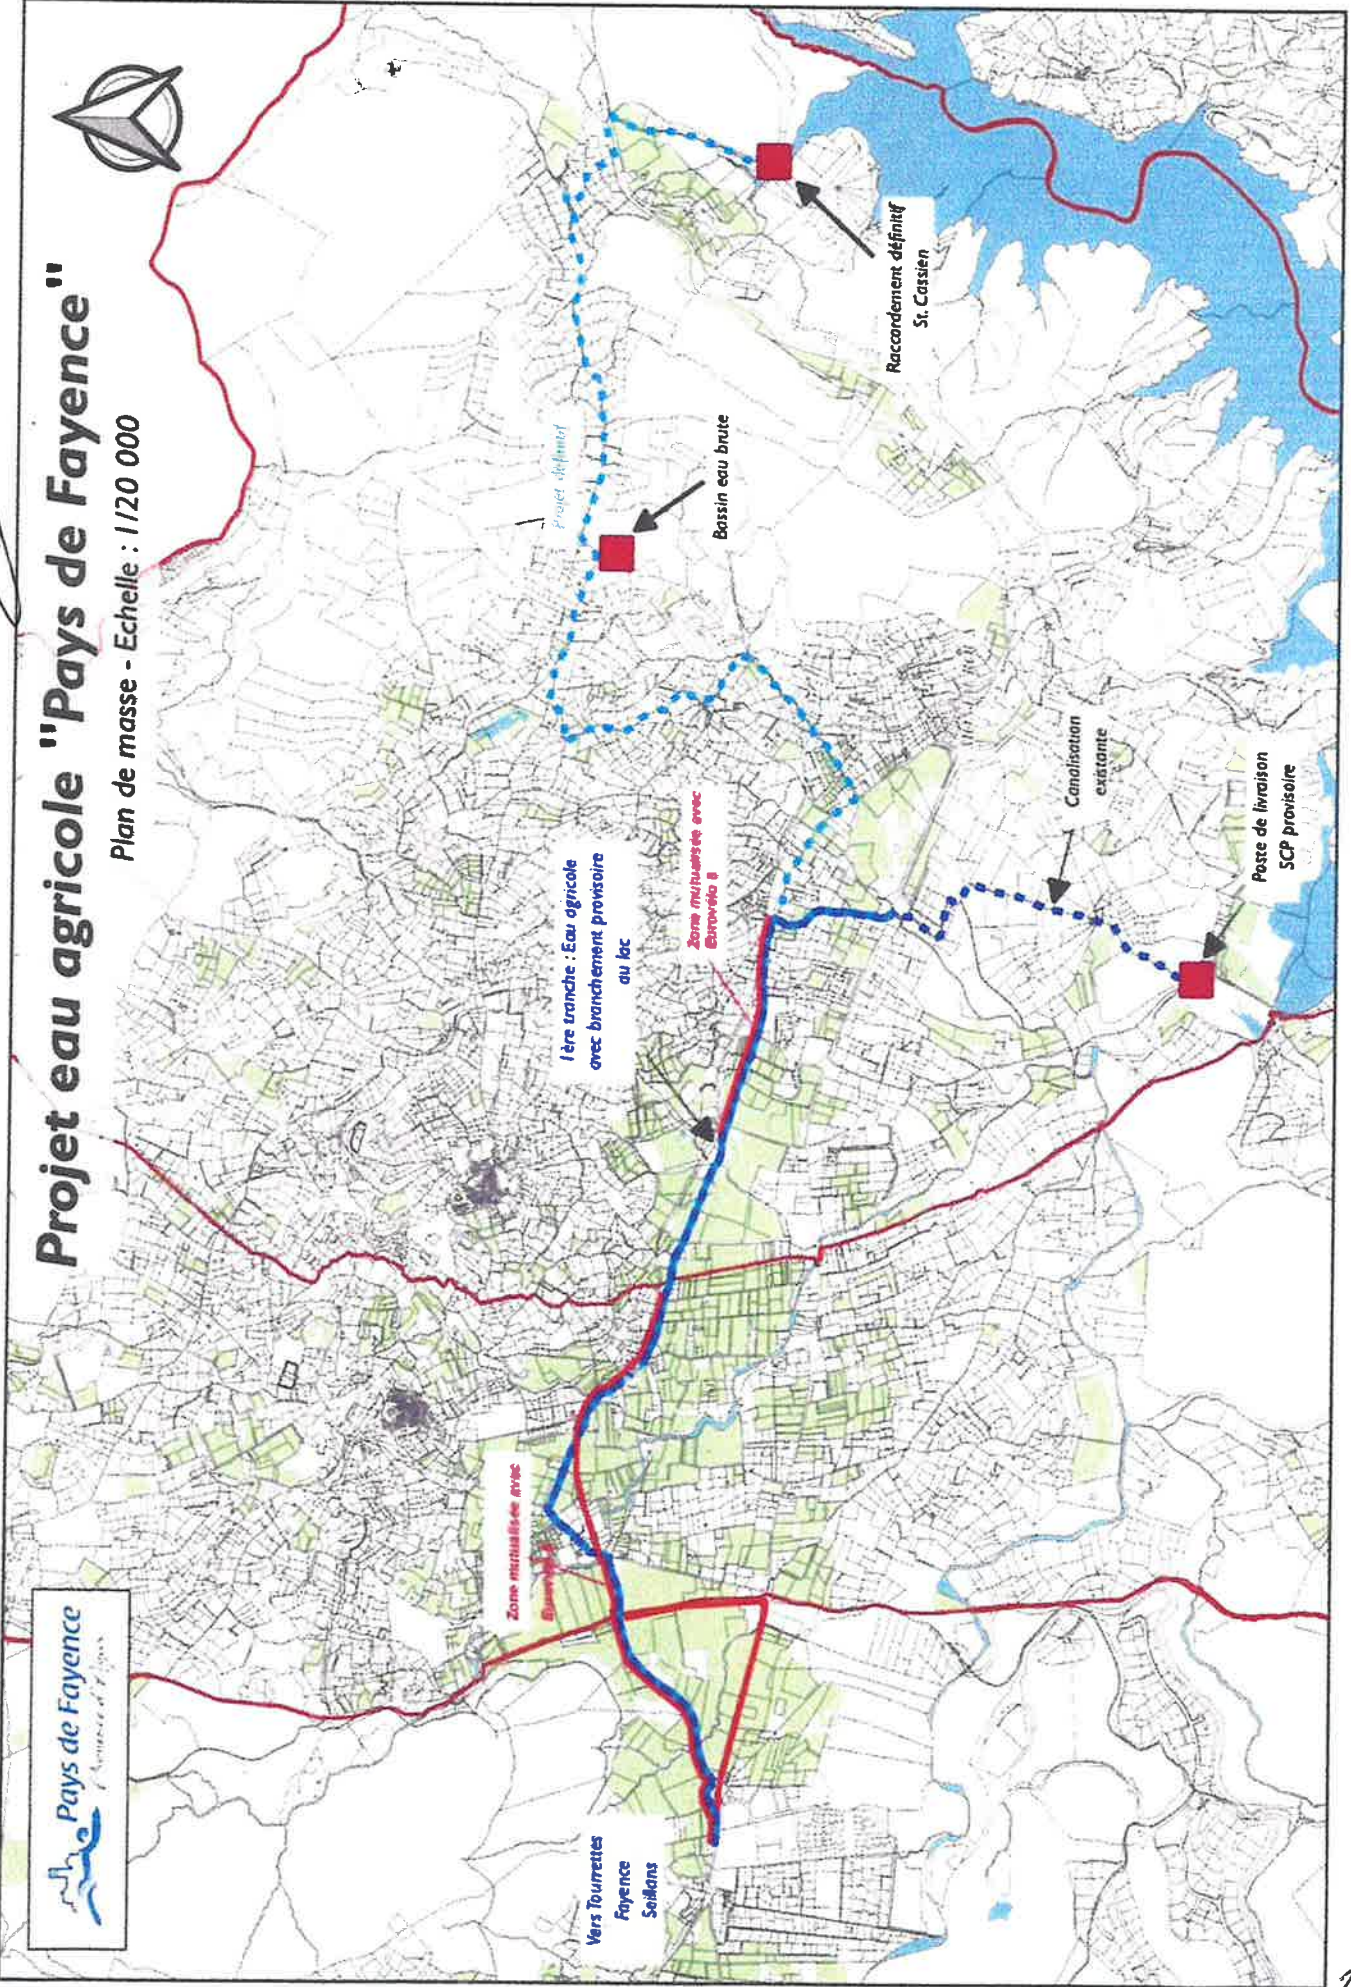 Projet eau agricole "Pays de Fayence"
Plan de masse - Echelle : 1/20 000
Pays de Fayence
Zone mutualisée avec
Vers Tourrettes
Fayence
Seillans
1ère tranche : Eau agricole
avec branchement provisoire
au lac
Zone mutualisée avec
Eurovélo 8
Projet définitif
Bassin eau brute
Raccordement définitif
St. Cassien
Canalisation
existante
Poste de livraison
SCP provisoire